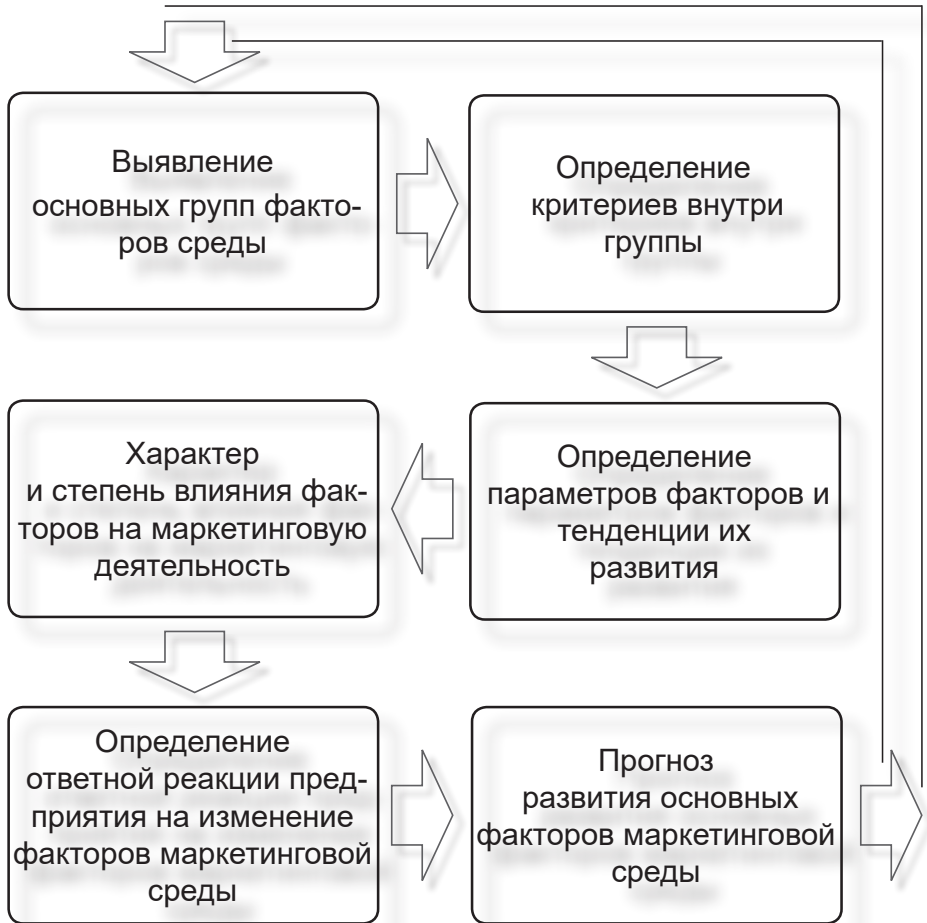 Выявление
основных групп факто-
ров среды
Определение
критериев внутри
группы
Определение
параметров факторов и
тенденции их
развития
Характер
и степень влияния фак-
торов на маркетинговую
деятельность
Определение
ответной реакции пред-
приятия на изменение
факторов маркетинговой
среды
Прогноз
развития основных
факторов маркетинговой
среды